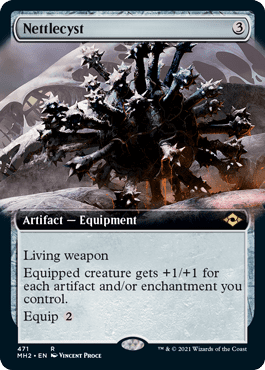 Nettlecyst 3
Artifact — Equipment
Living weapon
Equipped creature gets +1/+1 for
each artifact and/or enchantment you
control.
Equip 2
471 R
MH2 • EN VINCENT PROCE ™ & © 2021 Wizards of the Coast